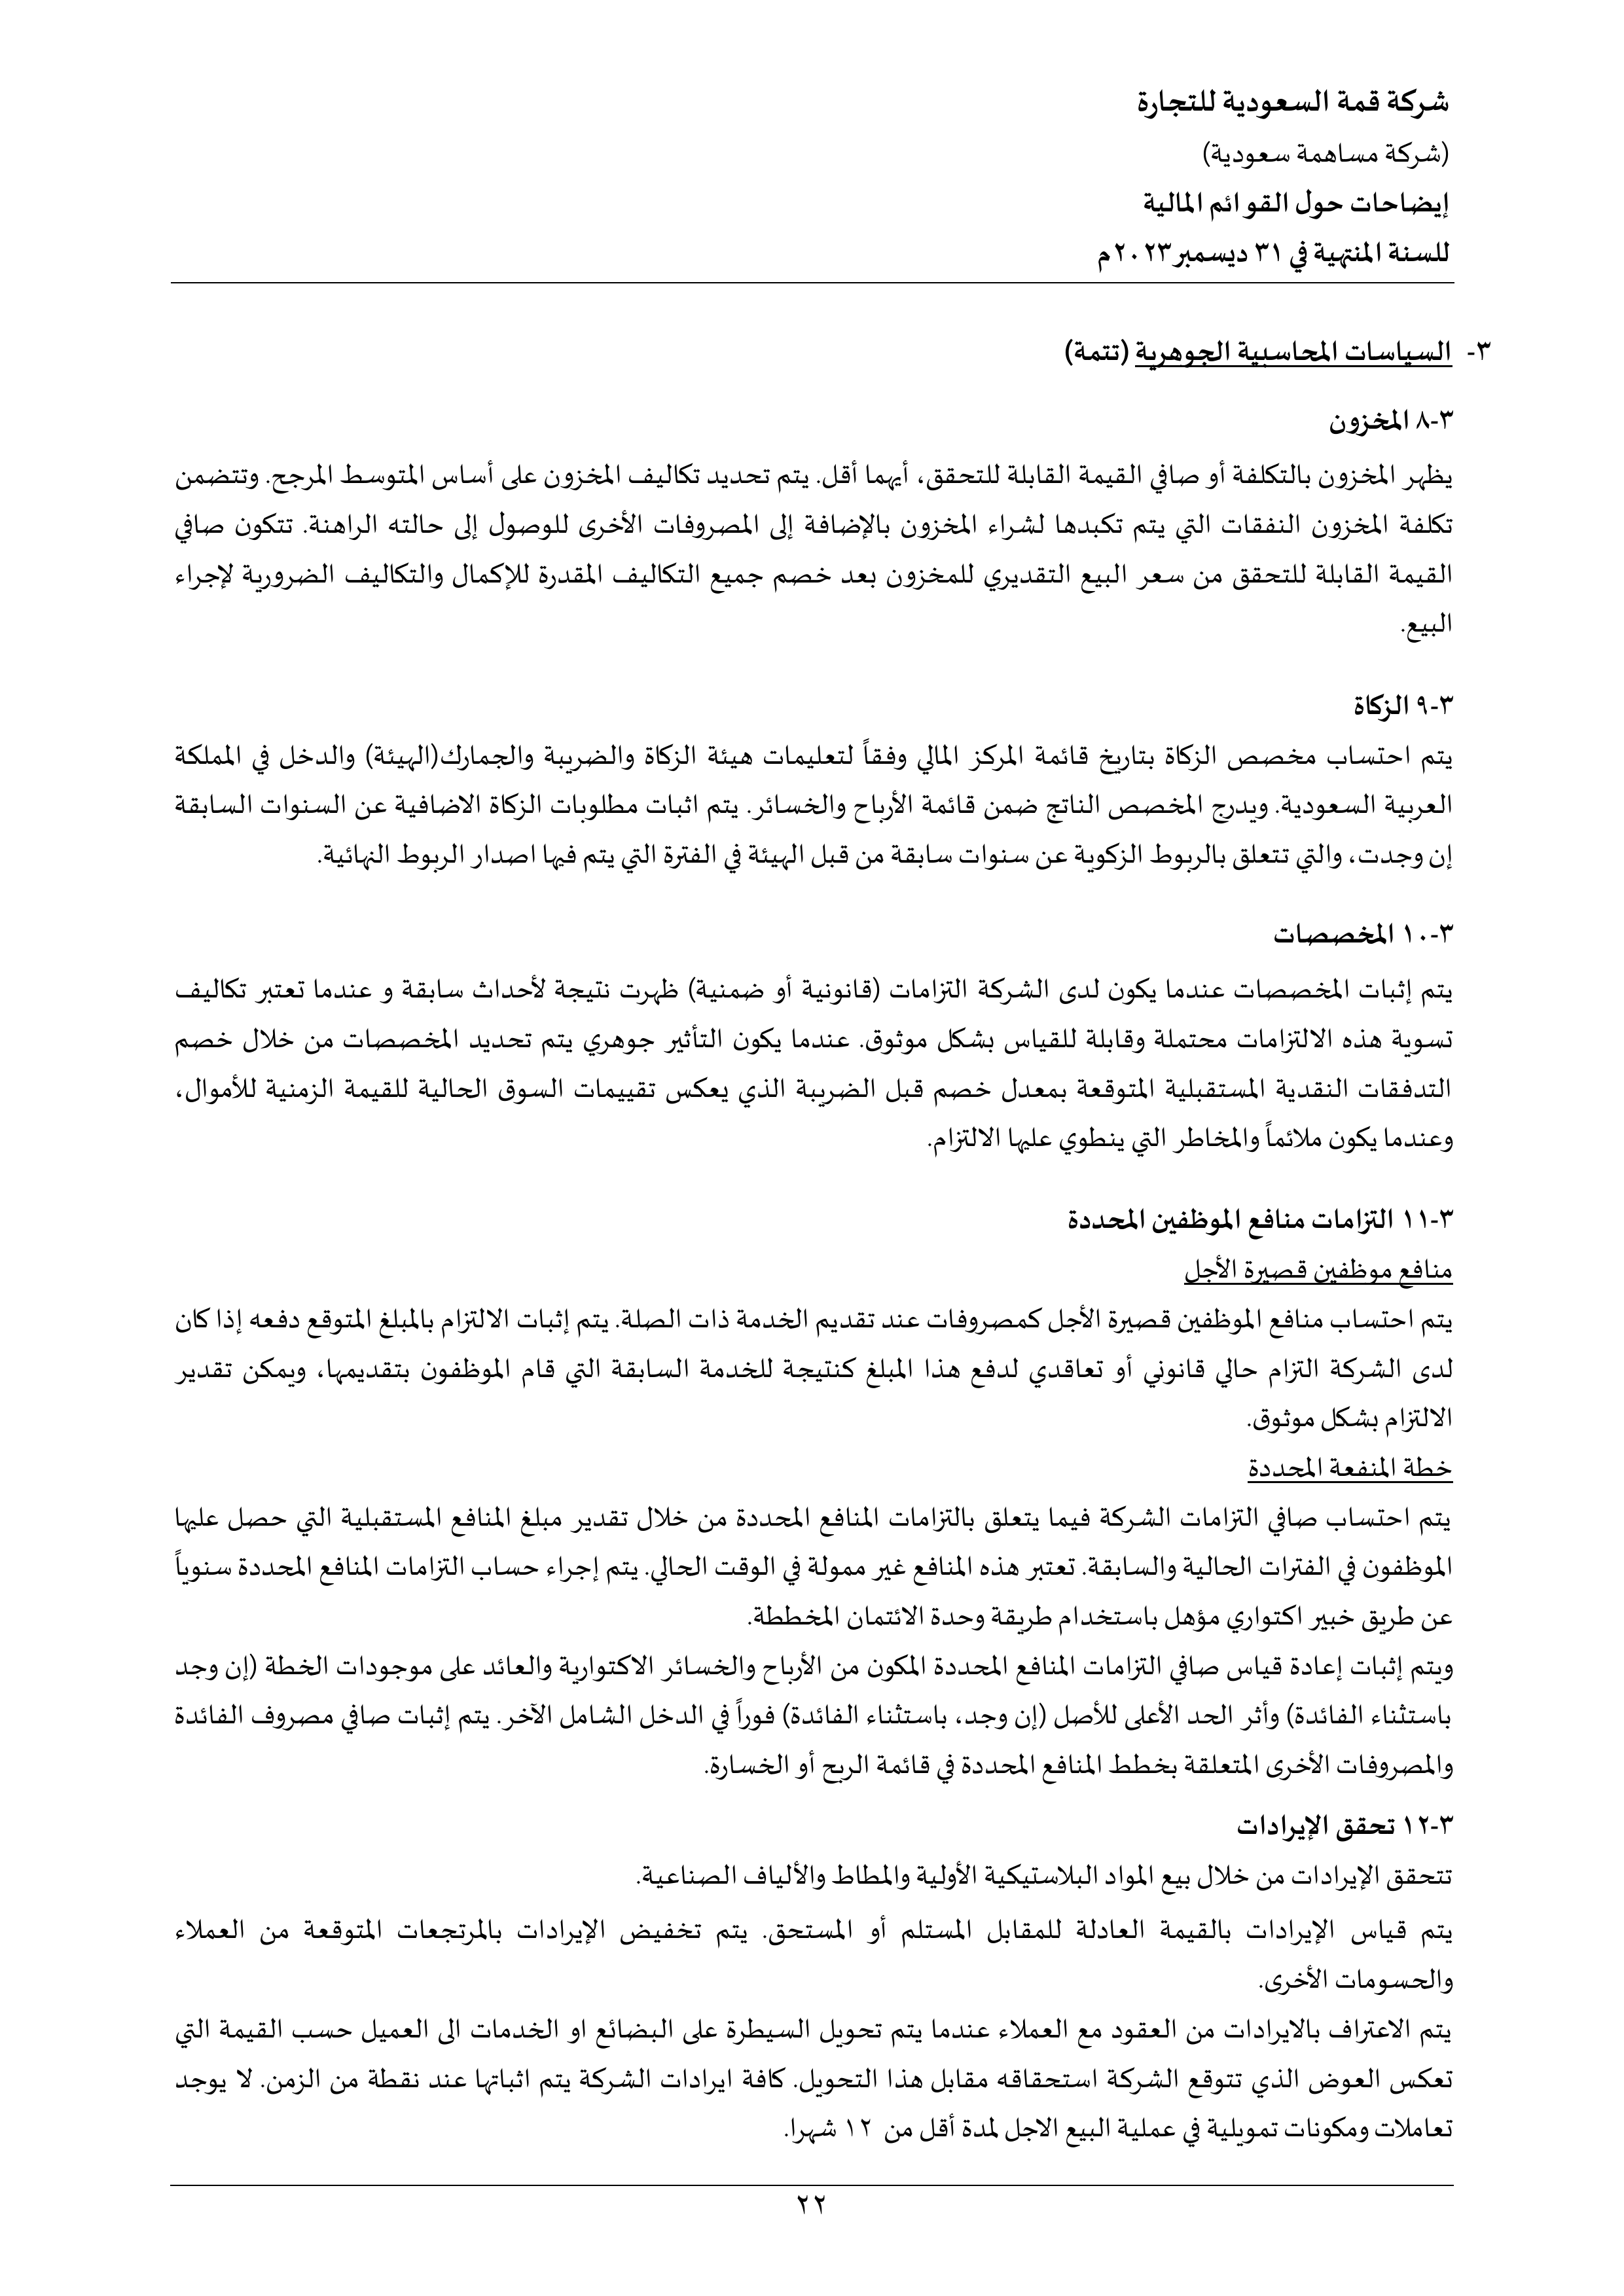 شركة قمة السعودية للتجارة
(شركة مساهمة سعودية)
إيضاحات حول القوائم المالية
للسنة المنتهية في ٣١ ديسمبر ٢٠٢٣م
٣- السياسات المحاسبية الجوهرية (تتمة)
٣-٨ المخزون
يظهر المخزون بالتكلفة أو صافي القيمة القابلة للتحقق، أيهما أقل. يتم تحديد تكاليف المخزون على أساس المتوسط المرجح. وتتضمن
تكلفة المخزون النفقات التي يتم تكبدها لشراء المخزون بالإضافة إلى المصروفات الأخرى للوصول إلى حالته الراهنة. تتكون صافي
القيمة القابلة للتحقق من سعر البيع التقديري للمخزون بعد خصم جميع التكاليف المقدرة للإكمال والتكاليف الضرورية لإجراء
البيع.
٣-٩ الزكاة
يتم احتساب مخصص الزكاة بتاريخ قائمة المركز المالي وفقاً لتعليمات هيئة الزكاة والضريبة والجمارك(الهيئة) والدخل في المملكة
العربية السعودية. ويدرج المخصص الناتج ضمن قائمة الأرباح والخسائر. يتم اثبات مطلوبات الزكاة الاضافية عن السنوات السابقة
إن وجدت، والتي تتعلق بالربوط الزكوية عن سنوات سابقة من قبل الهيئة في الفترة التي يتم فيها اصدار الربوط النهائية.
٣-١٠ المخصصات
يتم إثبات المخصصات عندما يكون لدى الشركة التزامات (قانونية أو ضمنية) ظهرت نتيجة لأحداث سابقة و عندما تعتبر تكاليف
تسوية هذه الالتزامات محتملة وقابلة للقياس بشكل موثوق. عندما يكون التأثير جوهري يتم تحديد المخصصات من خلال خصم
التدفقات النقدية المستقبلية المتوقعة بمعدل خصم قبل الضريبة الذي يعكس تقييمات السوق الحالية للقيمة الزمنية للأموال،
وعندما يكون ملائماً والمخاطر التي ينطوي عليها الالتزام.
٣-١١ التزامات منافع الموظفين المحددة
منافع موظفين قصيرة الأجل
يتم احتساب منافع الموظفين قصيرة الأجل كمصروفات عند تقديم الخدمة ذات الصلة. يتم إثبات الالتزام بالمبلغ المتوقع دفعه إذا كان
لدى الشركة التزام حالي قانوني أو تعاقدي لدفع هذا المبلغ كنتيجة للخدمة السابقة التي قام الموظفون بتقديمها، ويمكن تقدير
الالتزام بشكل موثوق.
خطة المنفعة المحددة
يتم احتساب صافي التزامات الشركة فيما يتعلق بالتزامات المنافع المحددة من خلال تقدير مبلغ المنافع المستقبلية التي حصل عليها
الموظفون في الفترات الحالية والسابقة. تعتبر هذه المنافع غير ممولة في الوقت الحالي. يتم إجراء حساب التزامات المنافع المحددة سنوياً
عن طريق خبير اكتواري مؤهل باستخدام طريقة وحدة الائتمان المخططة.
ويتم إثبات إعادة قياس صافي التزامات المنافع المحددة المكون من الأرباح والخسائر الاكتوارية والعائد على موجودات الخطة (إن وجد
باستثناء الفائدة) وأثر الحد الأعلى للأصل (إن وجد، باستثناء الفائدة) فوراً في الدخل الشامل الآخر. يتم إثبات صافي مصروف الفائدة
والمصروفات الأخرى المتعلقة بخطط المنافع المحددة في قائمة الربح أو الخسارة.
٣-١٢ تحقق الإيرادات
تتحقق الإيرادات من خلال بيع المواد البلاستيكية الأولية والمطاط والألياف الصناعية.
يتم قياس الإيرادات بالقيمة العادلة للمقابل المستلم أو المستحق. يتم تخفيض الإيرادات بالمرتجعات المتوقعة من العملاء
والحسومات الأخرى.
يتم الاعتراف بالايرادات من العقود مع العملاء عندما يتم تحويل السيطرة على البضائع او الخدمات الى العميل حسب القيمة التي
تعكس العوض الذي تتوقع الشركة استحقاقه مقابل هذا التحويل. كافة ايرادات الشركة يتم اثباتها عند نقطة من الزمن. لا يوجد
تعاملات ومكونات تمويلية في عملية البيع الاجل لمدة أقل من ١٢ شهرا.
٢٢